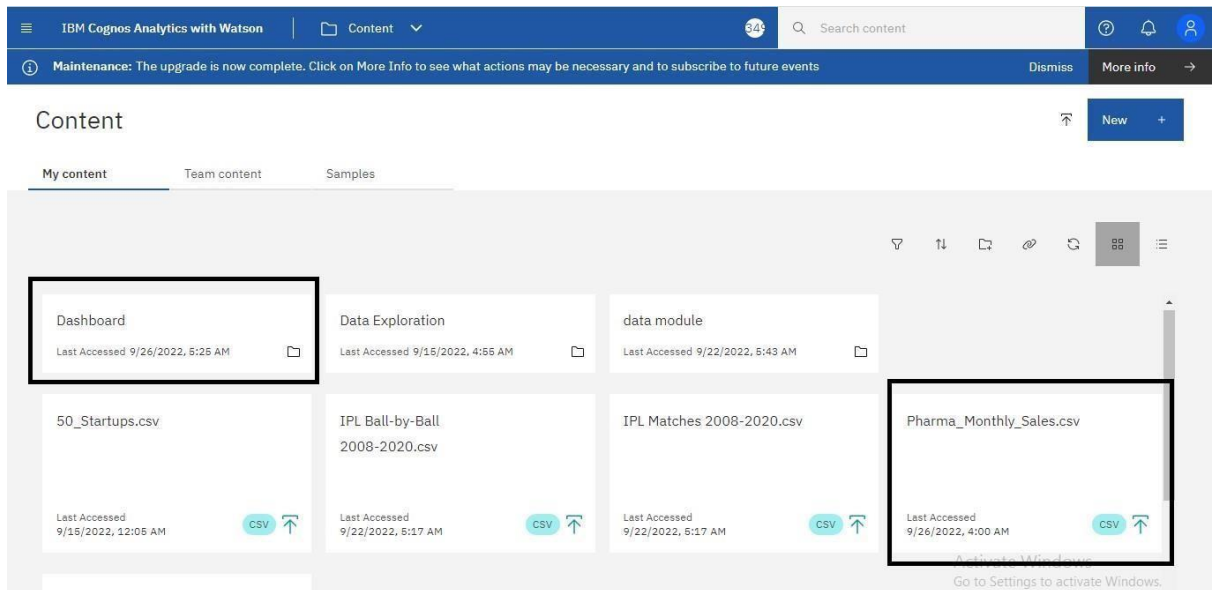 IBM Cognos Analytics with Watson
Content
349
Search content
Maintenance: The upgrade is now complete. Click on More Info to see what actions may be necessary and to subscribe to future events
Dismiss
More info
Content
New
My content
Team content
Samples
Dashboard
Last Accessed 9/26/2022, 5:25 AM
Data Exploration
Last Accessed 9/15/2022, 4:55 AM
data module
Last Accessed 9/22/2022, 5:43 AM
50_Startups.csv
Last Accessed
9/15/2022, 12:05 AM
CSV
IPL Ball-by-Ball
2008-2020.csv
Last Accessed
9/22/2022, 5:17 AM
CSV
IPL Matches 2008-2020.csv
Last Accessed
9/22/2022, 5:17 AM
CSV
Pharma_Monthly_Sales.csv
Last Accessed
9/26/2022, 4:00 AM
CSV
Activate Windows
Go to Settings to activate Windows.